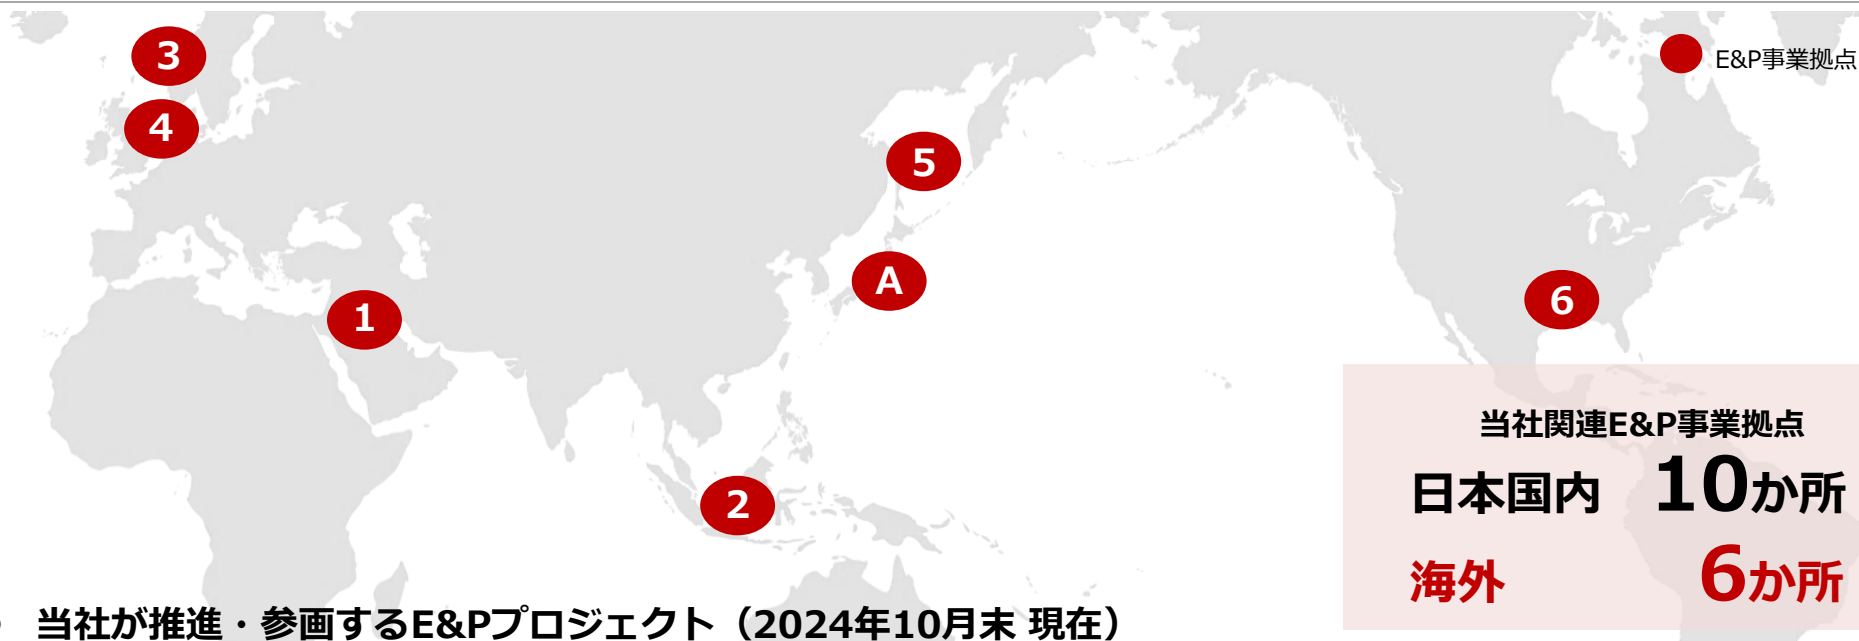 3
E&P事業拠点
4
5
A
6
1
当社関連E&P事業拠点
日本国内 10か所
2
海外 6か所
当社が推進・参画するE&Pプロジェクト（2024年10月末 現在）